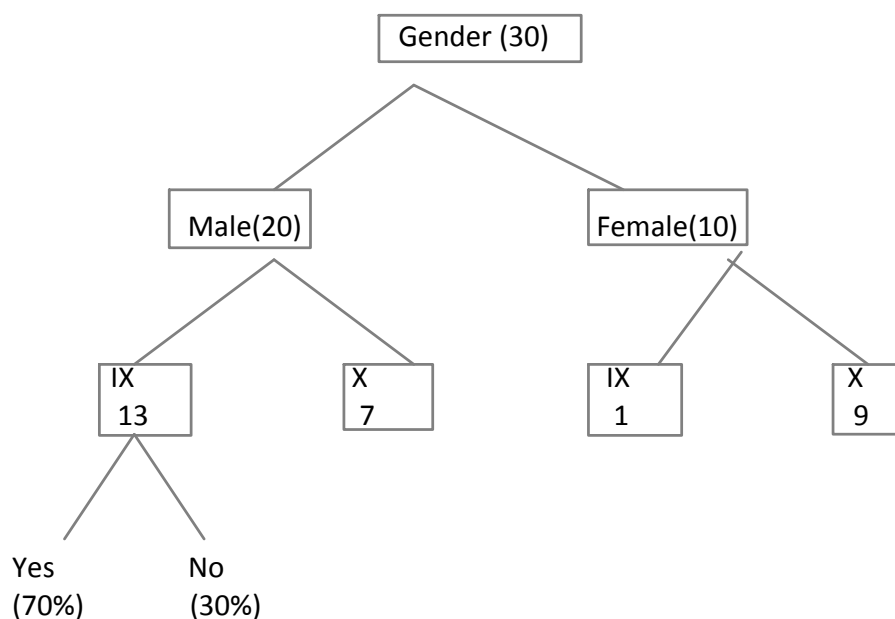 Gender (30)
Male(20)
Female(10)
IX
13
X
7
IX
1
X
9
Yes
(70%)
No
(30%)